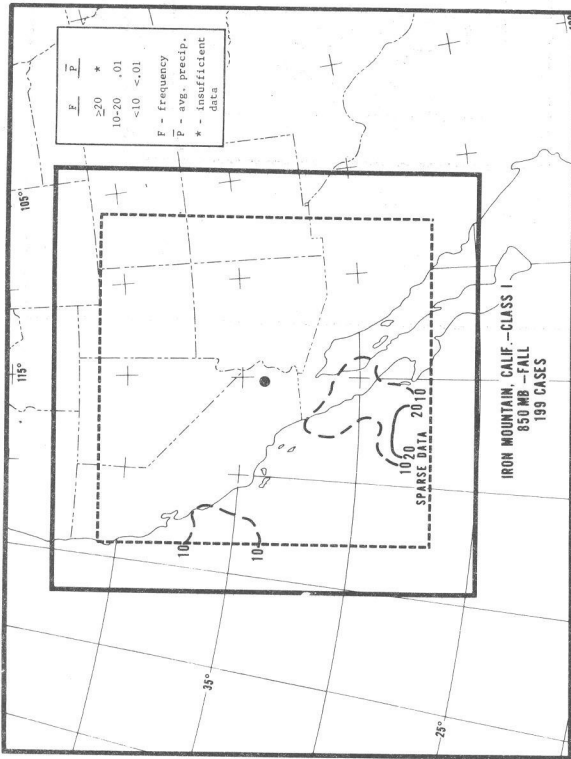 F P̅
≥20 *
10-20 .01
<10 <.01
F - frequency
P̅ - avg. precip.
* - insufficient
data
105°
115°
35°
25°
10
10
10 20
20 10
SPARSE DATA
IRON MOUNTAIN, CALIF.–CLASS I
850 MB –FALL
199 CASES